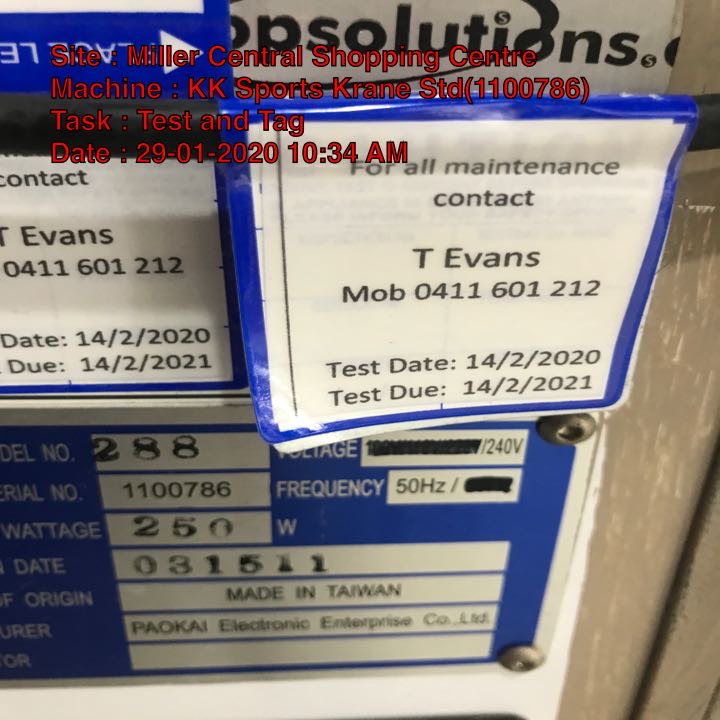 opsolutions.
LACE LE
Site : Miller Central Shopping Centre
Machine : KK Sports Krane Std(1100786)
Task : Test and Tag
Date : 29-01-2020 10:34 AM
contact
T Evans
0411 601 212
Date: 14/2/2020
Due: 14/2/2021
For all maintenance
contact
T Evans
Mob 0411 601 212
Test Date: 14/2/2020
Test Due: 14/2/2021
DEL NO. 288 VOLTAGE /240V
ERIAL NO. 1100786 FREQUENCY 50Hz /
WATTAGE 250 W
N DATE 031511
OF ORIGIN MADE IN TAIWAN
URER PAOKAI Electronic Enterprise Co.,Ltd.
TOR